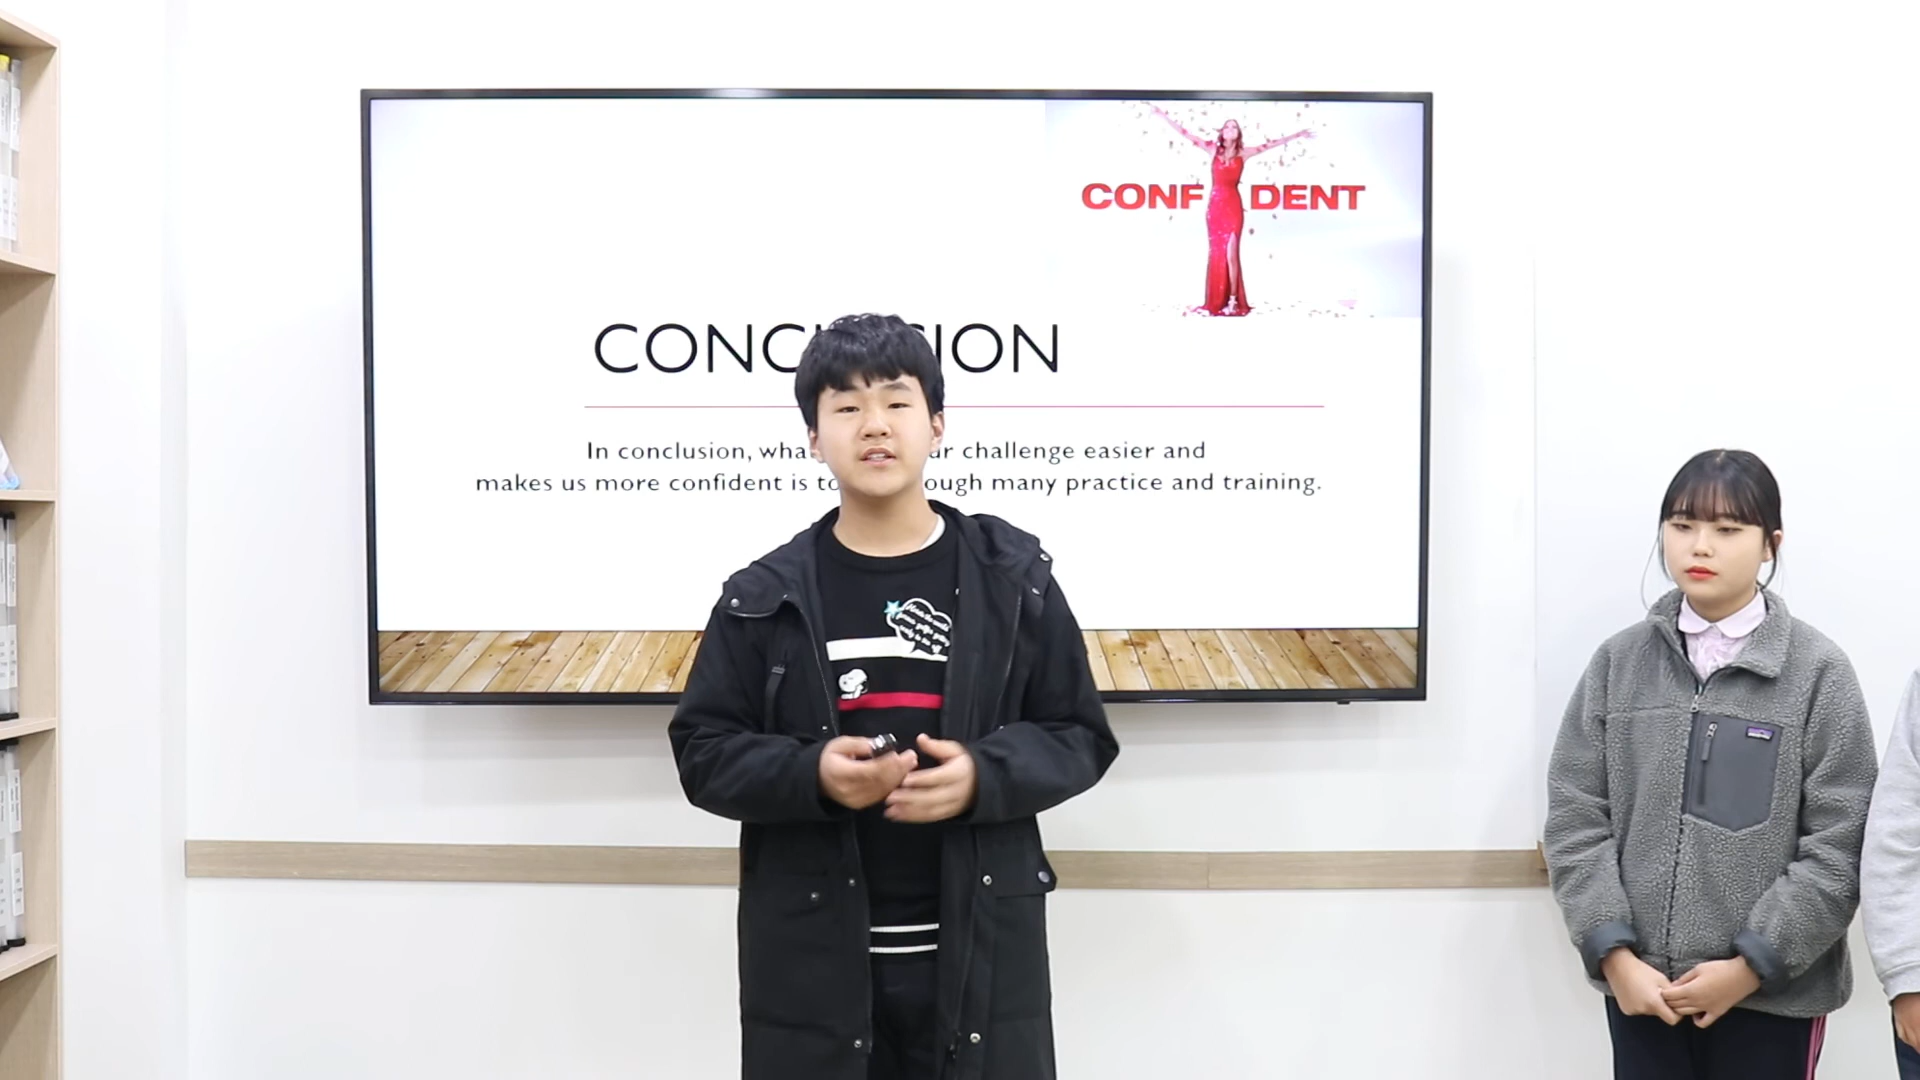 CONF DENT
CONC ION
In conclusion, wha ur challenge easier and
makes us more confident is to ough many practice and training.